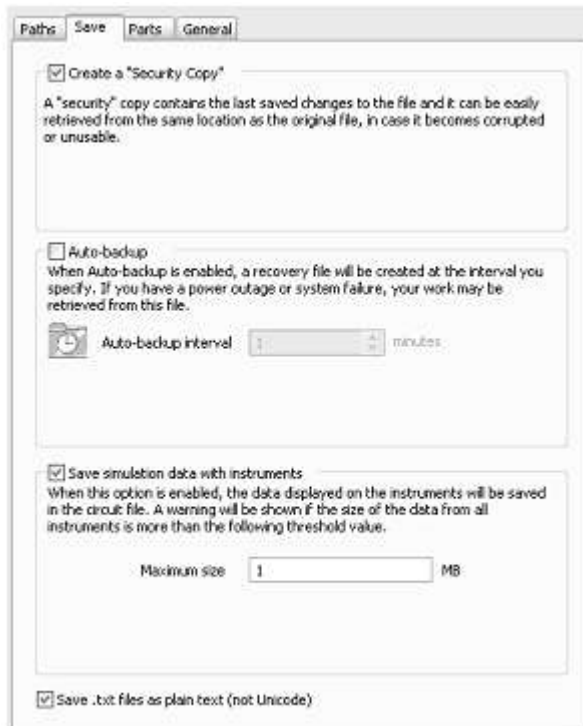 Paths Save Parts General
Create a "Security Copy"
A "security" copy contains the last saved changes to the file and it can be easily
retrieved from the same location as the original file, in case it becomes corrupted
or unusable.
Auto-backup
When Auto-backup is enabled, a recovery file will be created at the interval you
specify. If you have a power outage or system failure, your work may be
retrieved from this file.
Auto-backup interval 1 minutes
Save simulation data with instruments
When this option is enabled, the data displayed on the instruments will be saved
in the circuit file. A warning will be shown if the size of the data from all
instruments is more than the following threshold value.
Maximum size 1 MB
Save .txt files as plain text (not Unicode)